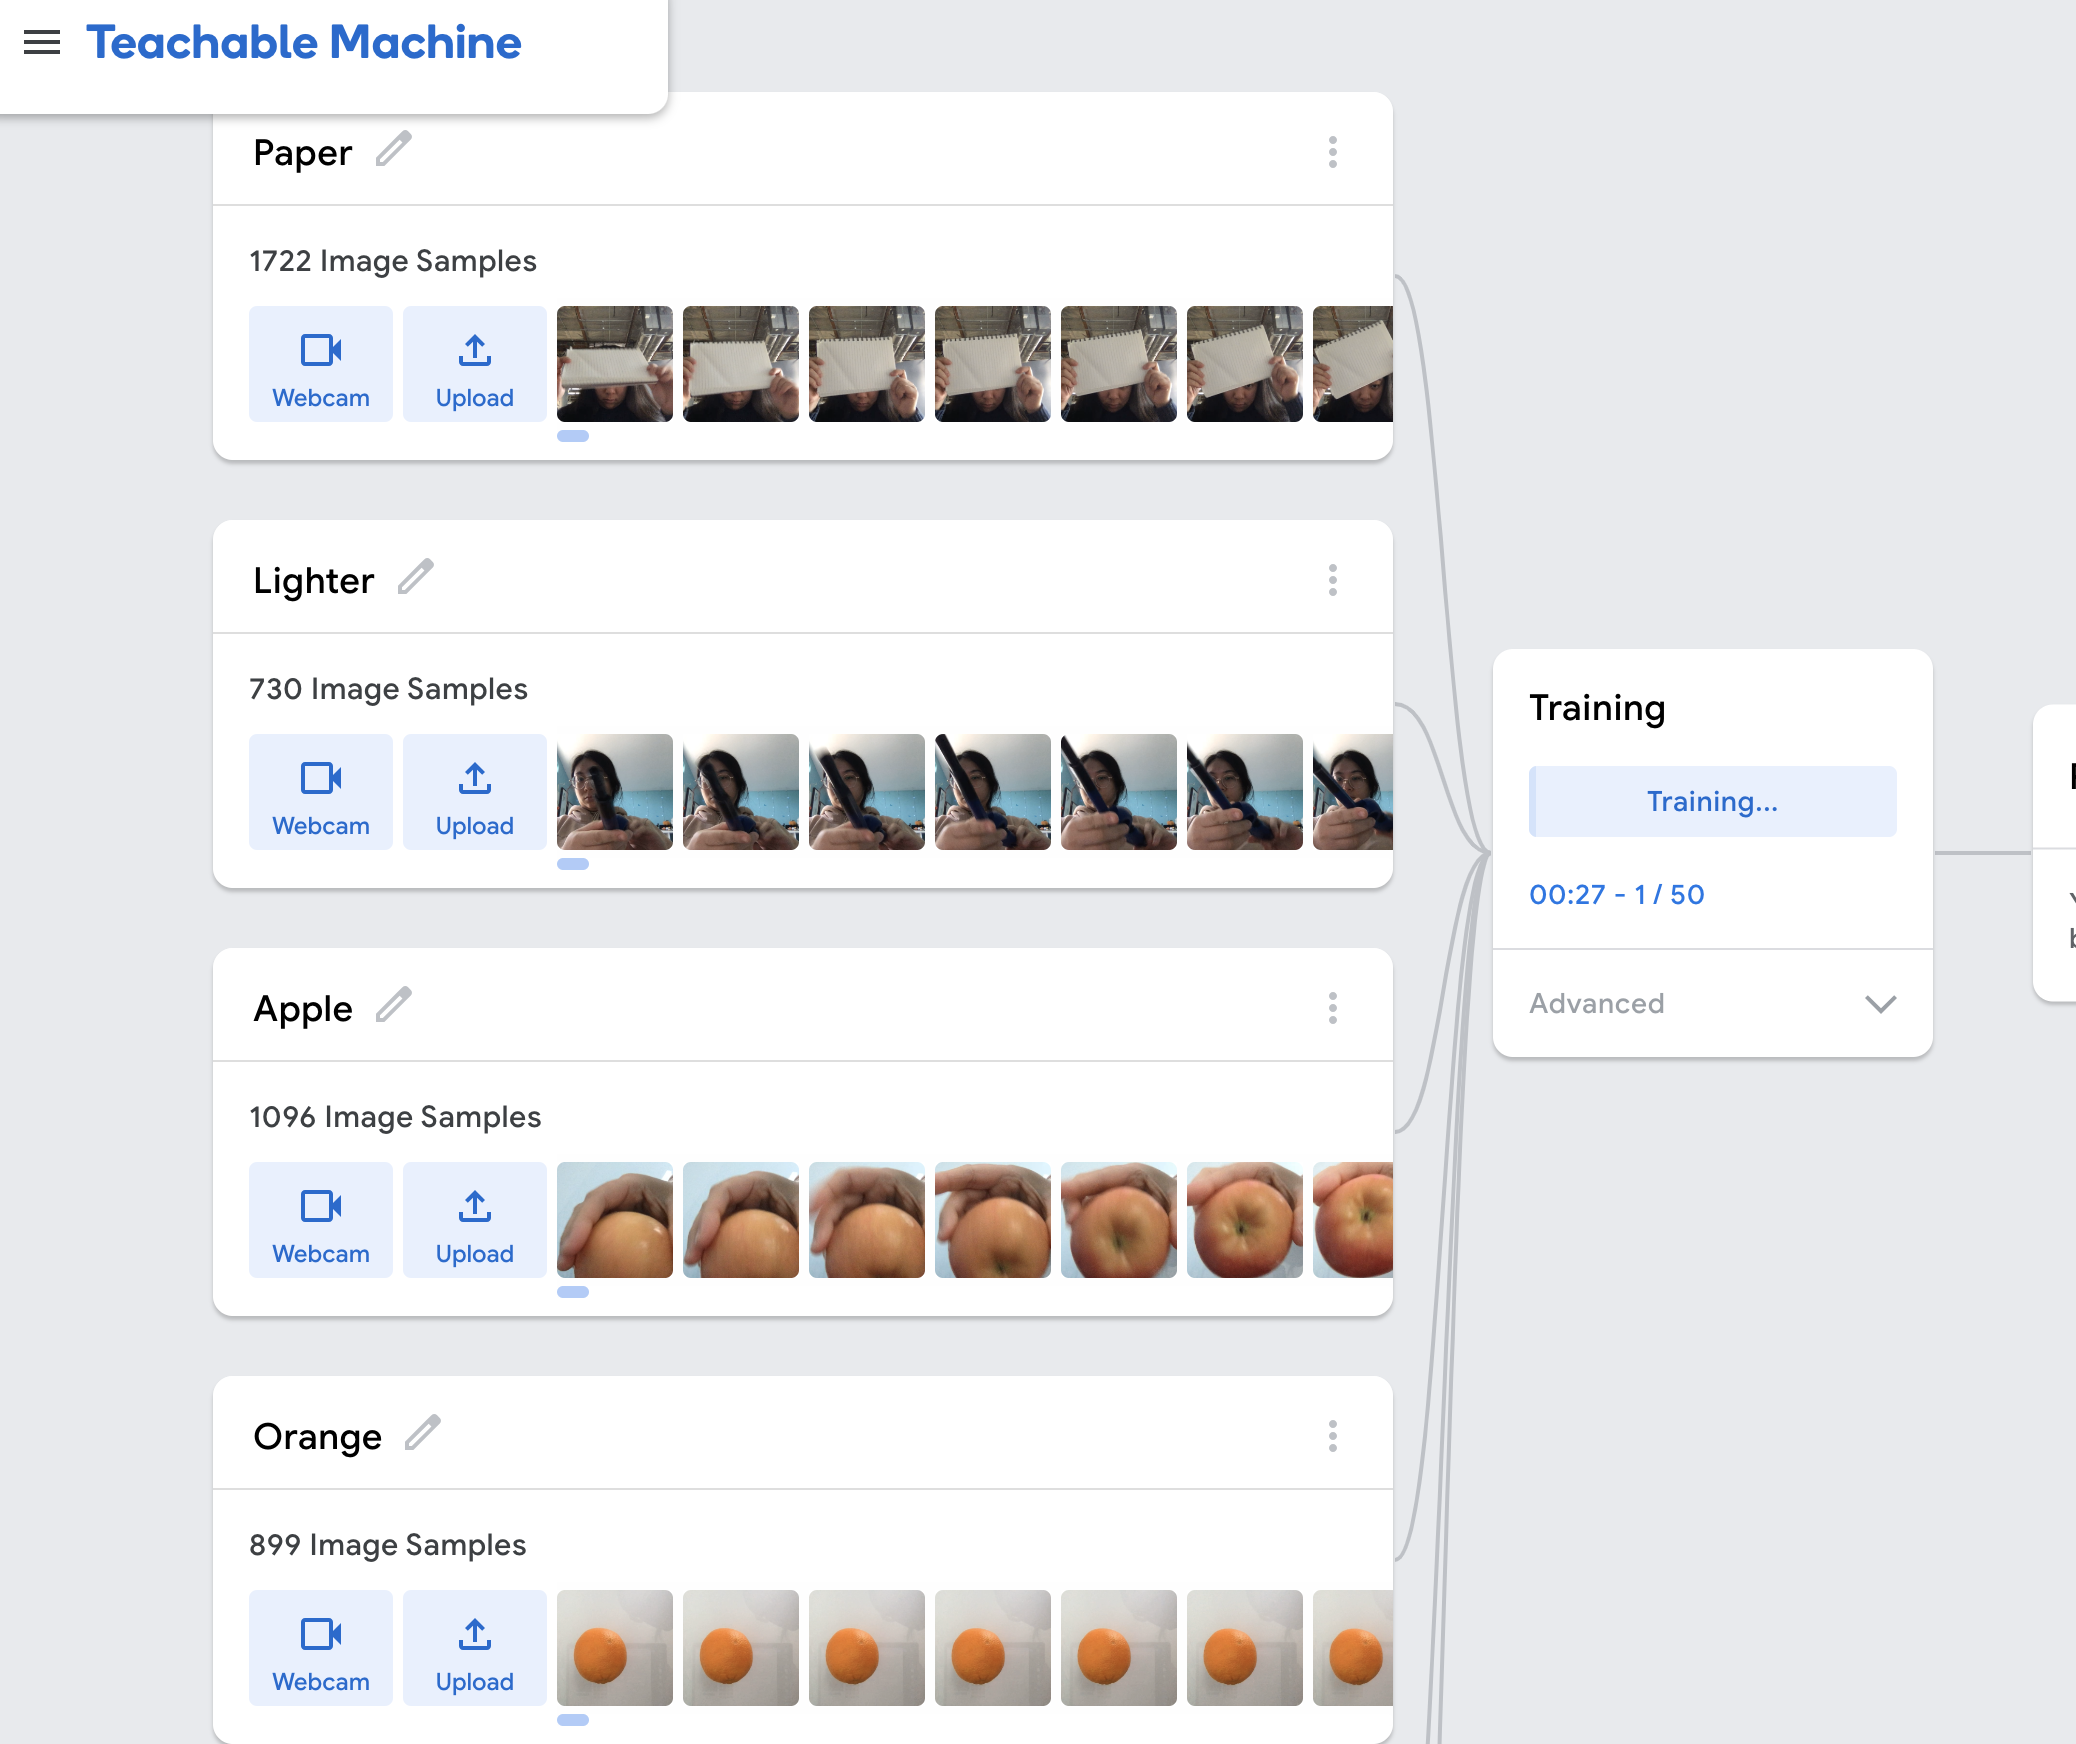 Teachable Machine
Paper
1722 Image Samples
Webcam
Upload
Lighter
730 Image Samples
Webcam
Upload
Apple
1096 Image Samples
Webcam
Upload
Orange
899 Image Samples
Webcam
Upload
Training
Training...
00:27 - 1 / 50
Advanced